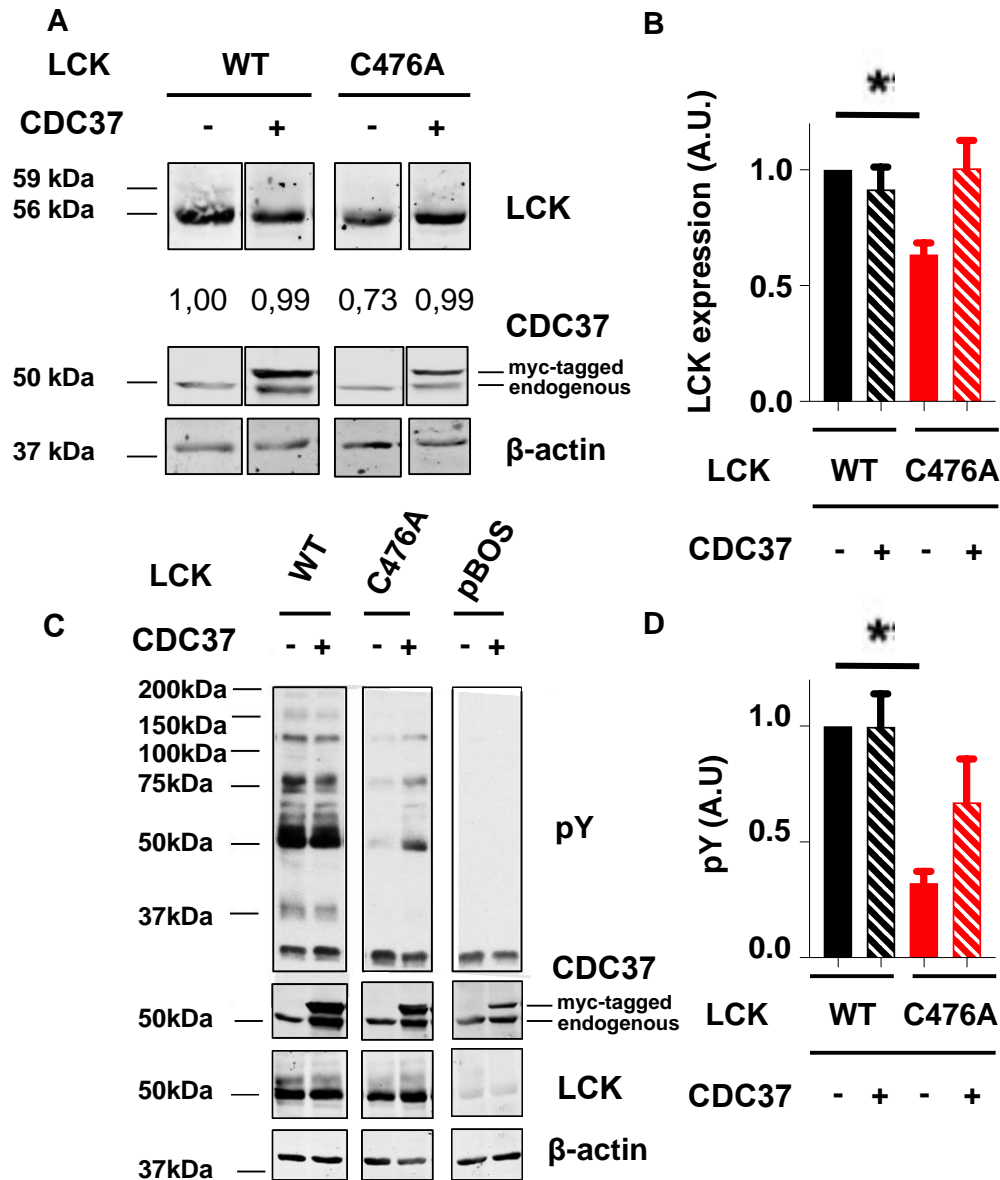 A
LCK WT C476A
CDC37 - + - +
59 kDa
56 kDa
LCK
1,00 0,99 0,73 0,99
CDC37
myc-tagged
50 kDa
endogenous
37 kDa
β-actin
B
*
LCK expression (A.U.)
1.0
0.5
0.0
LCK WT C476A
CDC37 - + - +
C
LCK WT C476A pBOS
CDC37 - + - + - +
200kDa
150kDa
100kDa
75kDa
50kDa
37kDa
pY
CDC37
myc-tagged
50kDa endogenous
50kDa LCK
β-actin
37kDa
D
*
pY (A.U)
1.0
0.5
0.0
LCK WT C476A
CDC37 - + - +